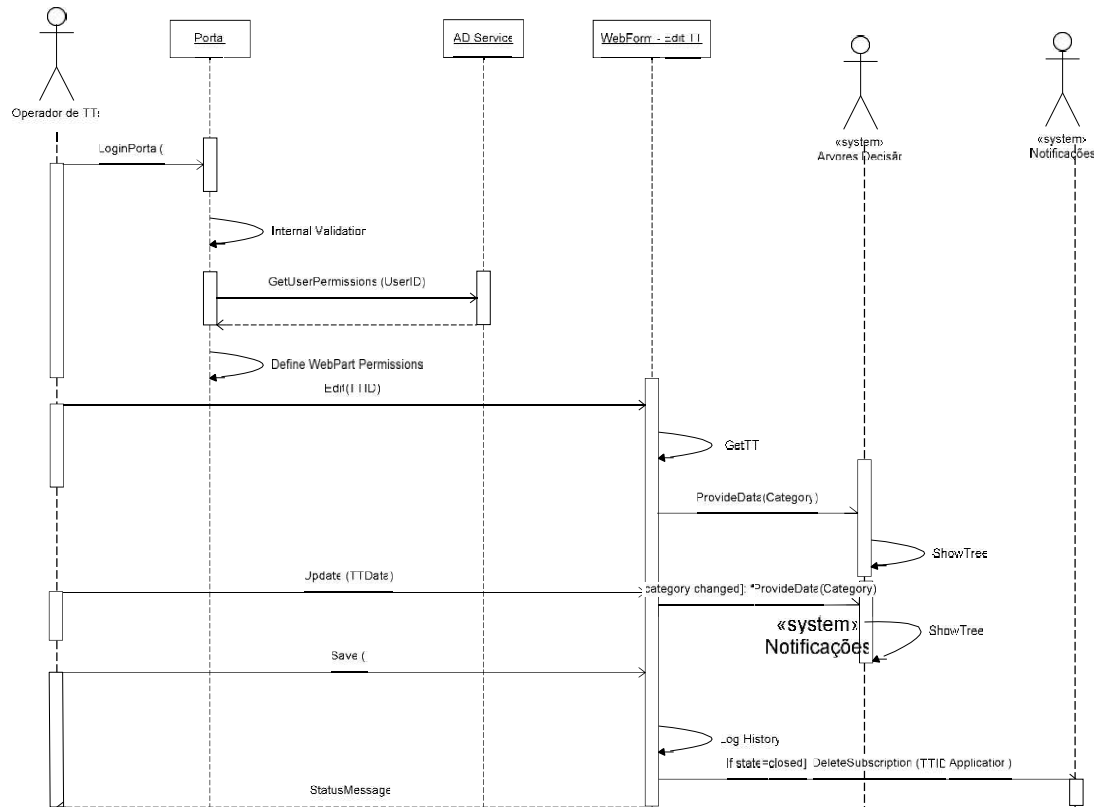 Porta
AD Service
WebForm - Edit TT
Operador de TTs
«system»
Arvores Decisã
«system»
Notificações
LoginPorta (
Internal Validation
GetUserPermissions (UserID)
Define WebPart Permissions
Edit(TTID)
GetTT
ProvideData(Category)
ShowTree
Update (TTData)
category changed]: *ProvideData(Category)
«system»
Notificações
ShowTree
Save (
Log History
If state=closed] DeleteSubscription (TTID Application)
StatusMessage